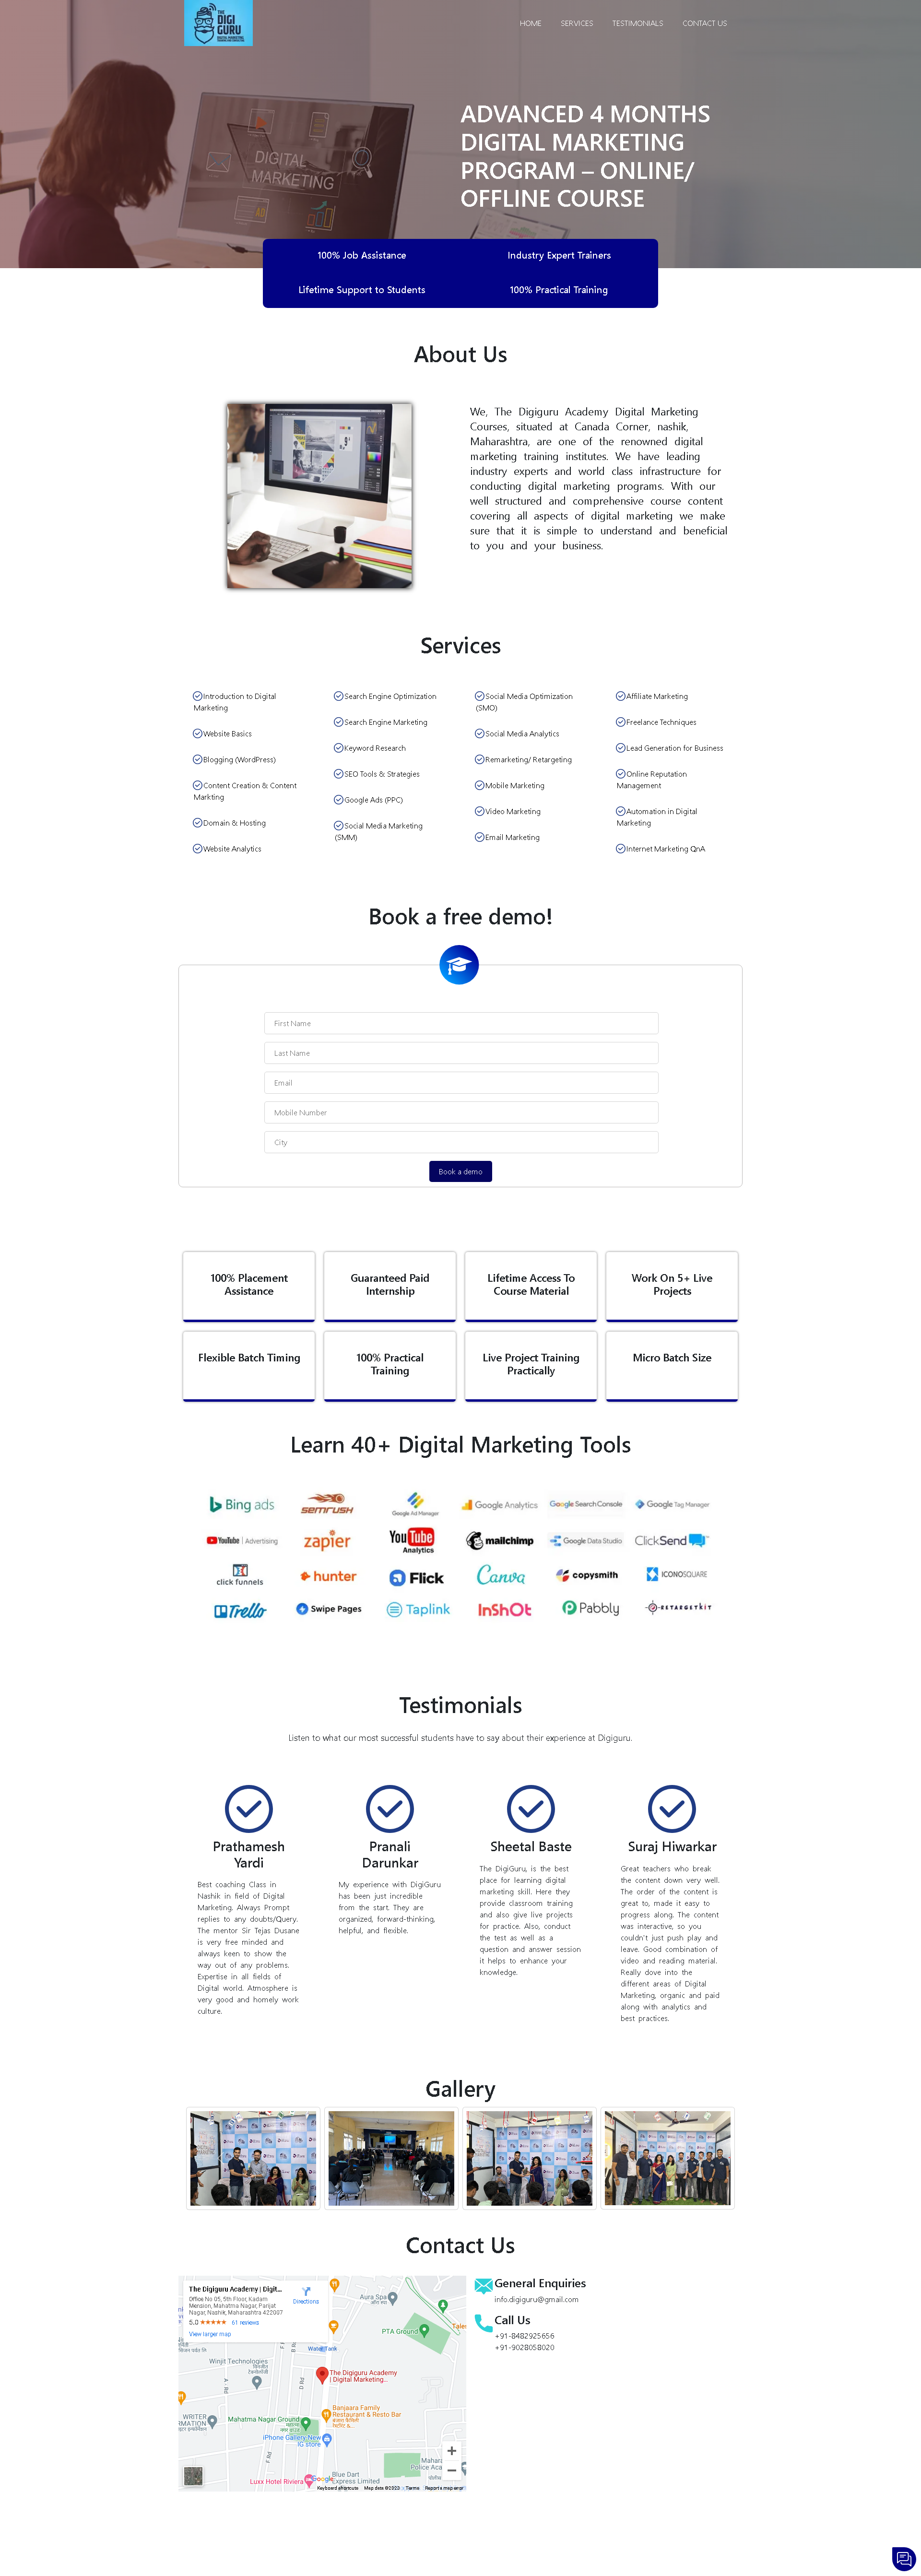 THE
DIGI
GURU
HOME
SERVICES
TESTIMONIALS
CONTACT US
DIGITAL
MARKETING
ADVANCED 4 MONTHS
DIGITAL MARKETING
PROGRAM – ONLINE/
OFFLINE COURSE
100% Job Assistance
Industry Expert Trainers
Lifetime Support to Students
100% Practical Training
About Us
We, The Digiguru Academy Digital Marketing
Courses, situated at Canada Corner, nashik,
Maharashtra, are one of the renowned digital
marketing training institutes. We have leading
industry experts and world class infrastructure for
conducting digital marketing programs. With our
well structured and comprehensive course content
covering all aspects of digital marketing we make
sure that it is simple to understand and beneficial
to you and your business.
Services
Introduction to Digital
Marketing
Website Basics
Blogging (WordPress)
Content Creation & Content
Markting
Domain & Hosting
Website Analytics
Search Engine Optimization
Search Engine Marketing
Keyword Research
SEO Tools & Strategies
Google Ads (PPC)
Social Media Marketing
(SMM)
Social Media Optimization
(SMO)
Social Media Analytics
Remarketing/ Retargeting
Mobile Marketing
Video Marketing
Email Marketing
Affiliate Marketing
Freelance Techniques
Lead Generation for Business
Online Reputation
Management
Automation in Digital
Marketing
Internet Marketing QnA
Book a free demo!
First Name
Last Name
Email
Mobile Number
City
Book a demo
100% Placement
Assistance
Guaranteed Paid
Internship
Lifetime Access To
Course Material
Work On 5+ Live
Projects
Flexible Batch Timing
100% Practical
Training
Live Project Training
Practically
Micro Batch Size
Learn 40+ Digital Marketing Tools
Bing ads
SEMRUSH
Google Ad Manager
Google Analytics
Google Search Console
Google Tag Manager
YouTube | Advertising
zapier
YouTube
Analytics
mailchimp
Google Data Studio
ClickSend
click funnels
hunter
Flick
Canva
copysmith
ICONOSQUARE
Trello
Swipe Pages
Taplink
InShOt
Pabbly
RETARGETKIT
Testimonials
Listen to what our most successful students have to say about their experience at Digiguru.
Prathamesh
Yardi
Best coaching Class in
Nashik in field of Digital
Marketing. Always Prompt
replies to any doubts/Query.
The mentor Sir Tejas Dusane
is very free minded and
always keen to show the
way out of any problems.
Expertise in all fields of
Digital world. Atmosphere is
very good and homely work
culture.
Pranali
Darunkar
My experience with DigiGuru
has been just incredible
from the start. They are
organized, forward-thinking,
helpful, and flexible.
Sheetal Baste
The DigiGuru, is the best
place for learning digital
marketing skill. Here they
provide classroom training
and also give live projects
for practice. Also, conduct
the test as well as a
question and answer session
it helps to enhance your
knowledge.
Suraj Hiwarkar
Great teachers who break
the content down very well.
The order of the content is
great to, made it easy to
progress along. The content
was interactive, so you
couldn't just push play and
leave. Good combination of
video and reading material.
Really dove into the
different areas of Digital
Marketing, organic and paid
along with analytics and
best practices.
Gallery
Contact Us
The Digiguru Academy | Digit...
Office No 05, 5th Floor, Kadam
Mension, Mahatma Nagar, Parijat
Nagar, Nashik, Maharashtra 422007
5.0 ★★★★★ 61 reviews
View larger map
Directions
Aura Spa
PTA Ground
Water Tank
Winjit Technologies
The Digiguru Academy
| Digital Marketing...
Banjaara Family
Restaurant & Resto Bar
WRITER
Mahatma Nagar Ground
iPhone Gallery New
IG store
D Rd
F Rd
Luxx Hotel Riviera
Google
Blue Dart
Express Limited
Keyboard shortcuts
Map data ©2023
Terms
Report a map error
General Enquiries
info.digiguru@gmail.com
Call Us
+91-8482925656
+91-9028058020